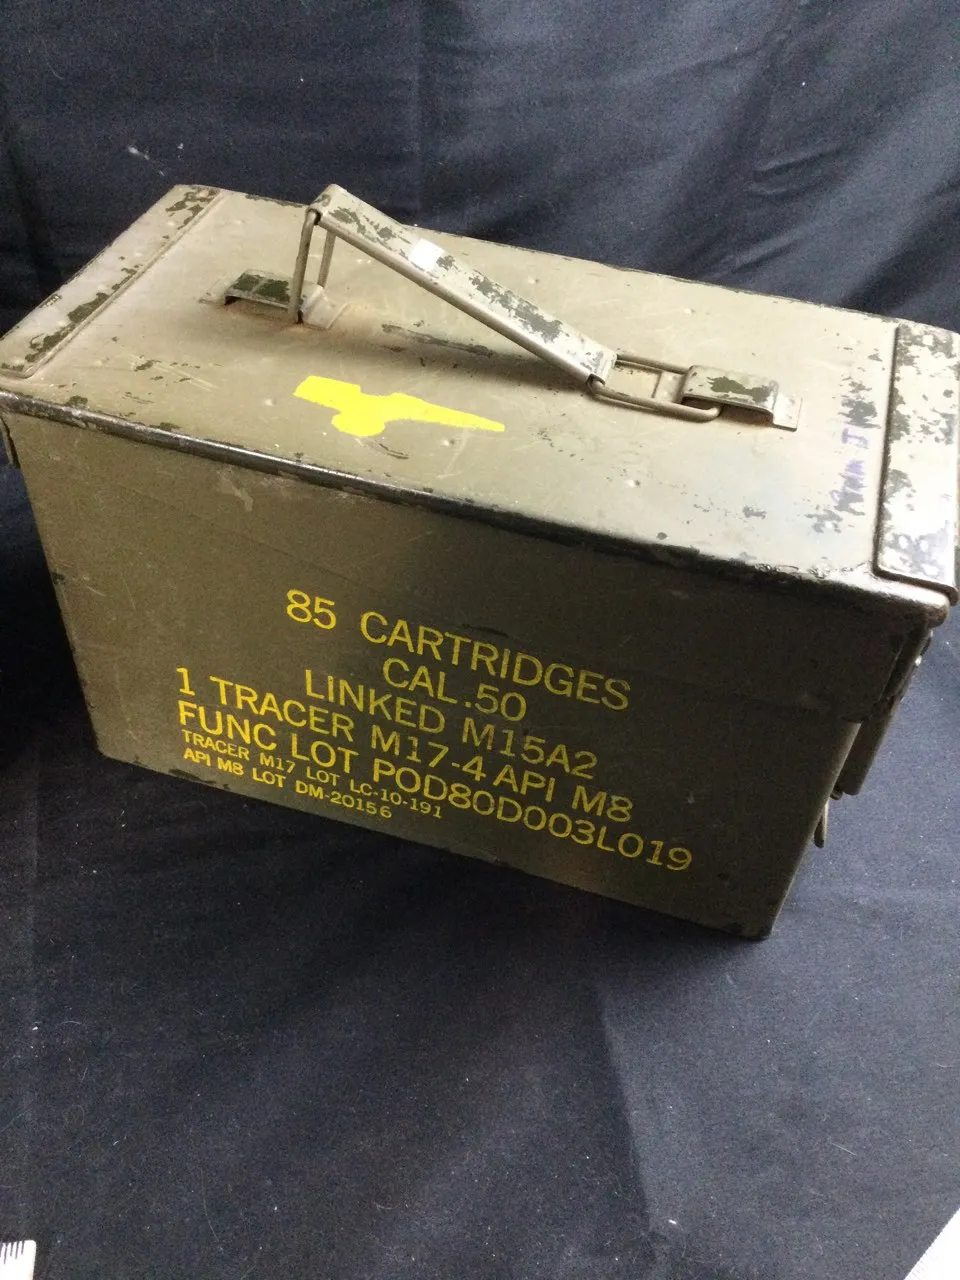 85 CARTRIDGES
CAL .50
LINKED M15A2
1 TRACER M17-4 API M8
FUNC LOT POD80D003L019
TRACER M17 LOT LC-10-191
API M8 LOT DM-20156